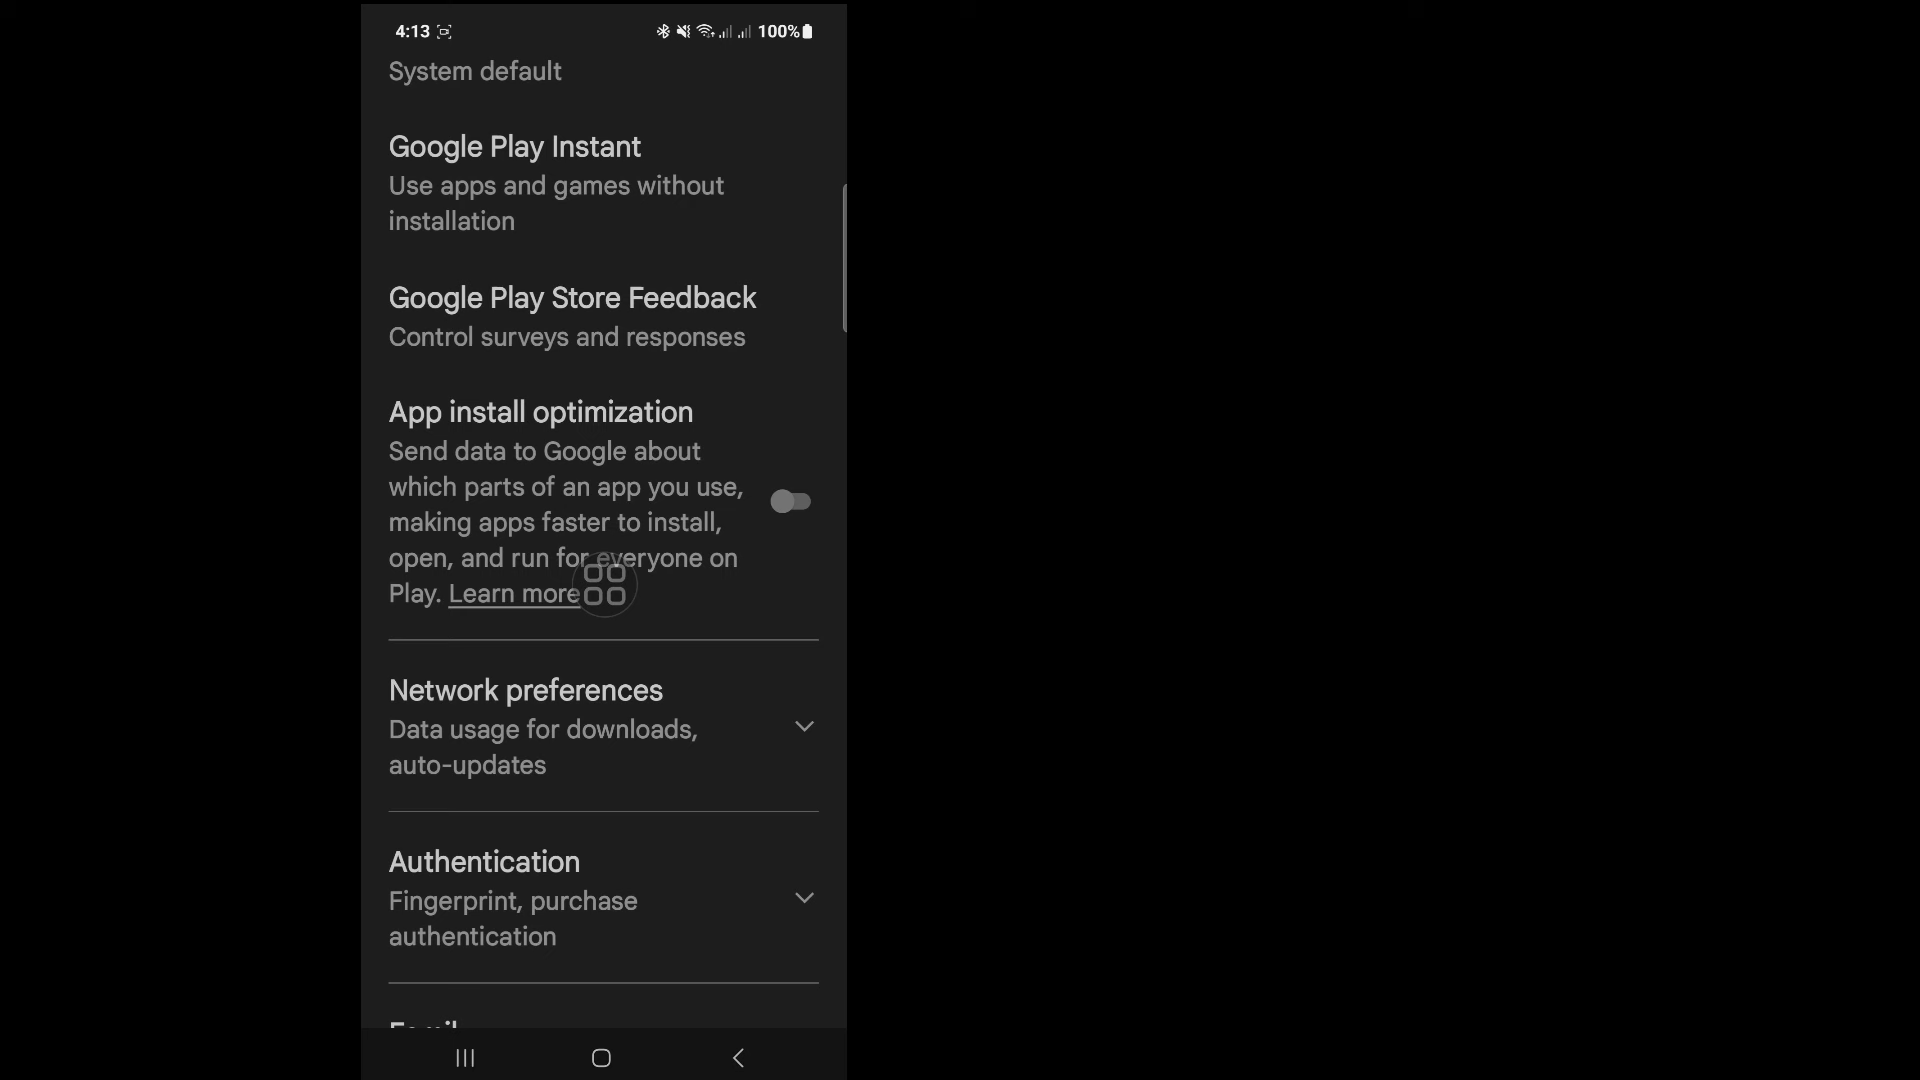 4:13
100%
System default
Google Play Instant
Use apps and games without
installation
Google Play Store Feedback
Control surveys and responses
App install optimization
Send data to Google about
which parts of an app you use,
making apps faster to install,
open, and run for everyone on
Play. Learn more
Network preferences
Data usage for downloads,
auto-updates
Authentication
Fingerprint, purchase
authentication